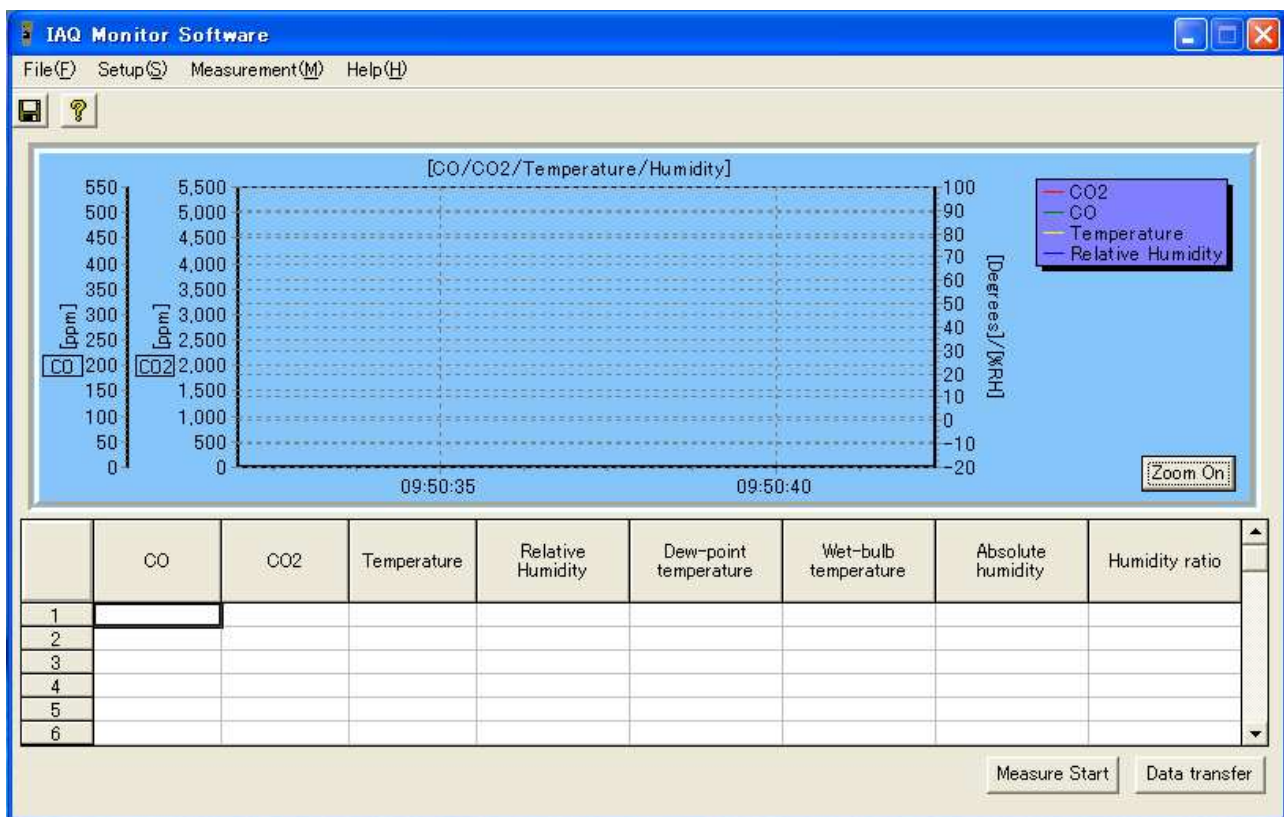 IAQ Monitor Software
File(F) Setup(S) Measurement(M) Help(H)
[CO/CO2/Temperature/Humidity]
550 5,500 100
500 5,000 90
450 4,500 80
400 4,000 70
350 3,500 60
300 3,000 50
250 2,500 40
200 2,000 30
150 1,500 20
100 1,000 10
50 500 0
0 0 -10
-20
[ppm]
CO
[ppm]
CO2
[Degrees]/[%RH]
09:50:35 09:50:40
CO2
CO
Temperature
Relative Humidity
Zoom On
CO CO2 Temperature Relative Humidity Dew-point temperature Wet-bulb temperature Absolute humidity Humidity ratio
1
2
3
4
5
6
Measure Start Data transfer